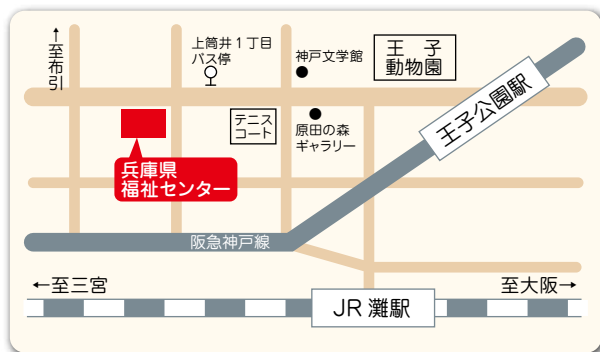 ↑至布引
上筒井1丁目
バス停
神戸文学館
王子
動物園
テニス
コート
原田の森
ギャラリー
王子公園駅
兵庫県
福祉センター
阪急神戸線
←至三宮
至大阪→
JR 灘駅